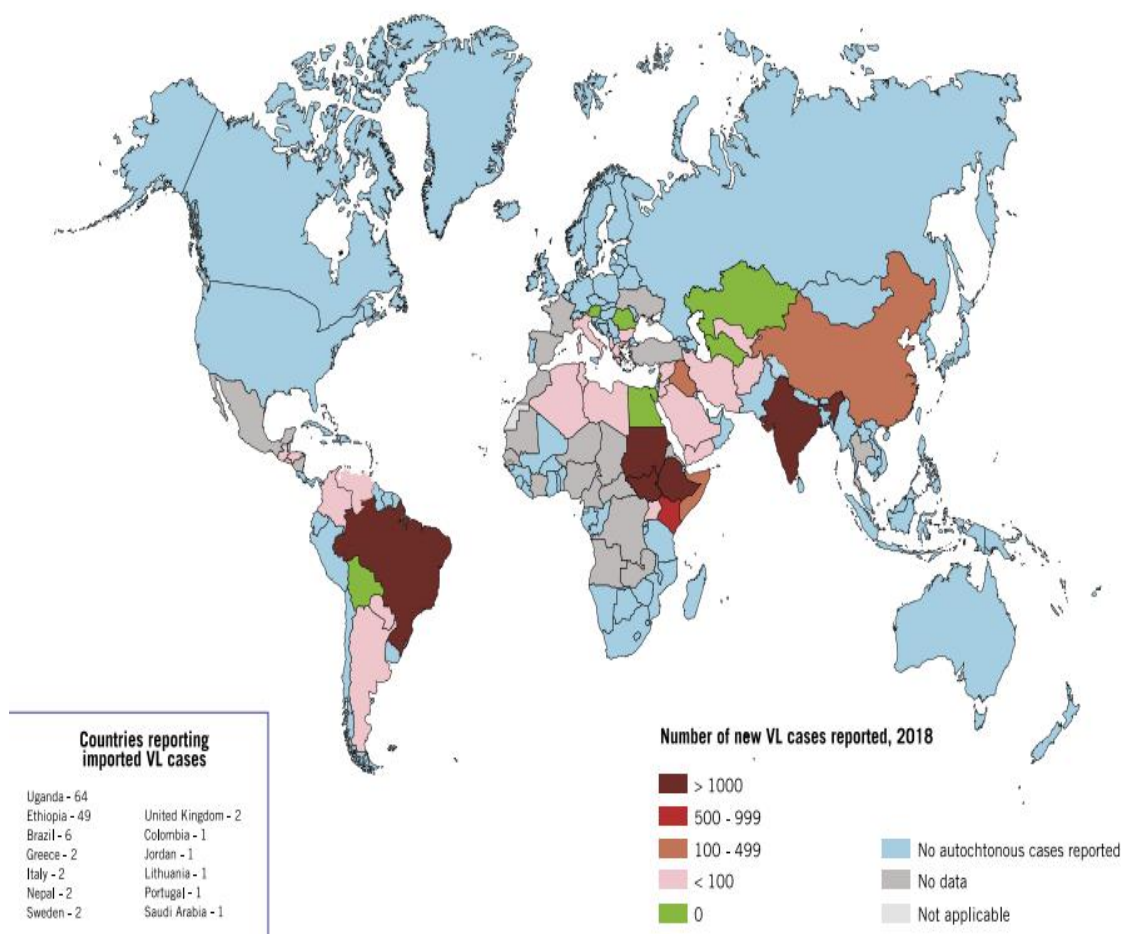 Countries reporting
imported VL cases
Uganda - 64
Ethiopia - 49
Brazil - 6
Greece - 2
Italy - 2
Nepal - 2
Sweden - 2
United Kingdom - 2
Colombia - 1
Jordan - 1
Lithuania - 1
Portugal - 1
Saudi Arabia - 1
Number of new VL cases reported, 2018
> 1000
500 - 999
100 - 499
< 100
0
No autochtonous cases reported
No data
Not applicable